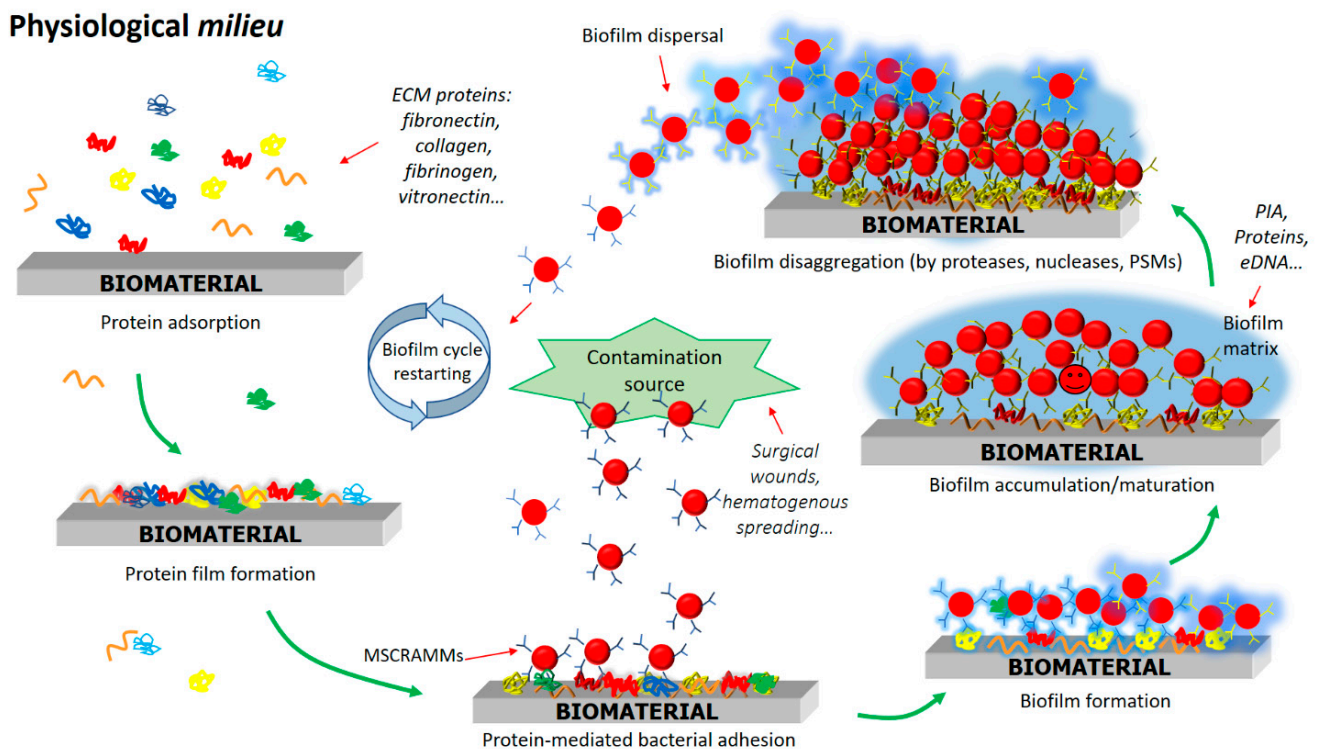 Physiological milieu
ECM proteins:
fibronectin,
collagen,
fibrinogen,
vitronectin...
BIOMATERIAL
Protein adsorption
BIOMATERIAL
Protein film formation
MSCRAMMs
BIOMATERIAL
Protein-mediated bacterial adhesion
Contamination
source
Surgical
wounds,
hematogenous
spreading...
BIOMATERIAL
Biofilm formation
BIOMATERIAL
Biofilm accumulation/maturation
PIA,
Proteins,
eDNA...
Biofilm
matrix
BIOMATERIAL
Biofilm disaggregation (by proteases, nucleases, PSMs)
Biofilm dispersal
Biofilm cycle
restarting